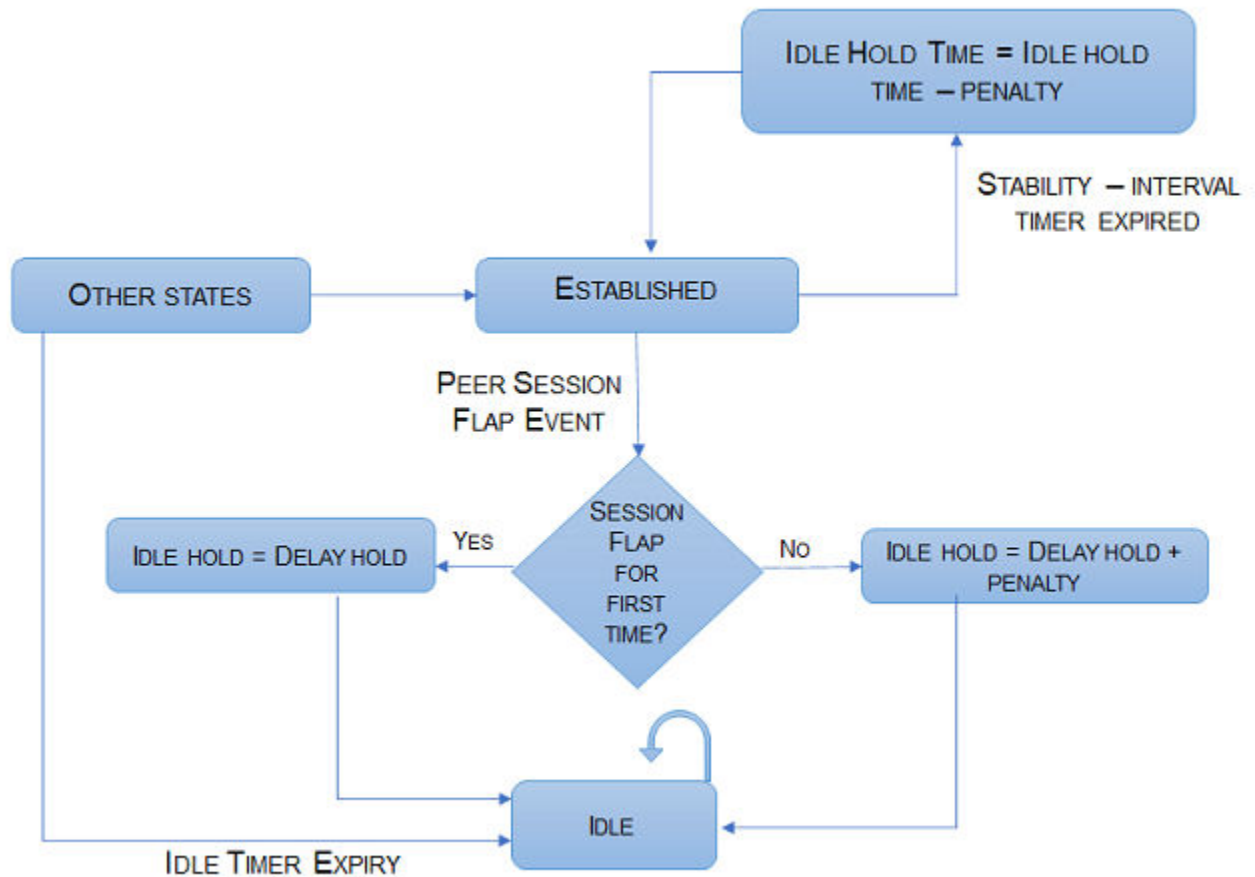 IDLE HOLD TIME = IDLE HOLD
TIME – PENALTY
STABILITY – INTERVAL
TIMER EXPIRED
OTHER STATES
ESTABLISHED
PEER SESSION
FLAP EVENT
SESSION
FLAP
FOR
FIRST
TIME?
YES
NO
IDLE HOLD = DELAY HOLD
IDLE HOLD = DELAY HOLD +
PENALTY
IDLE
IDLE TIMER EXPIRY